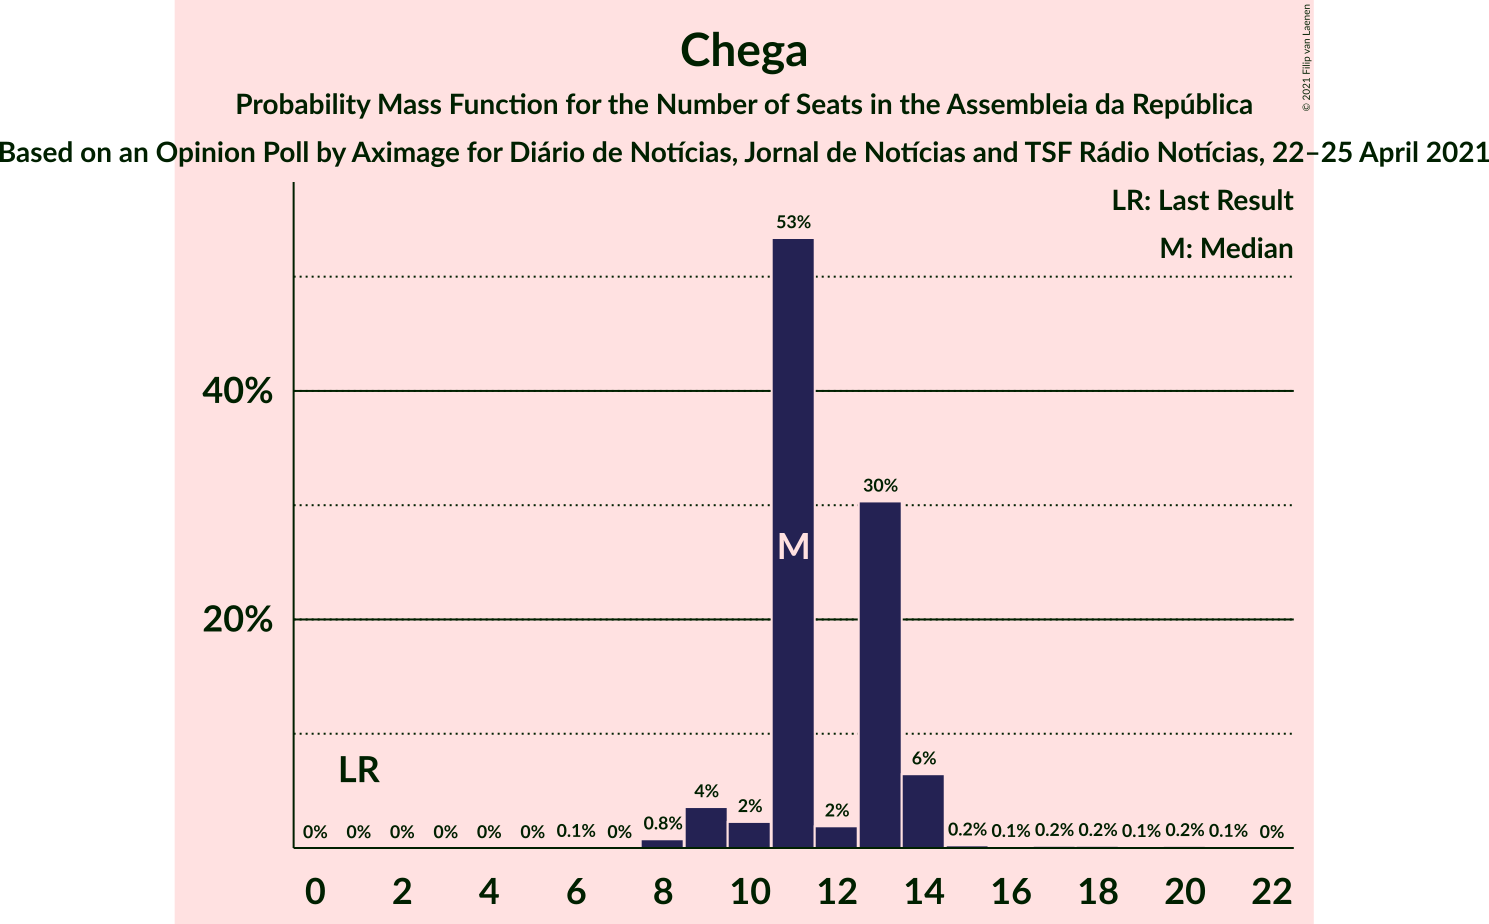 Chega
Probability Mass Function for the Number of Seats in the Assembleia da República
Based on an Opinion Poll by Aximage for Diário de Notícias, Jornal de Notícias and TSF Rádio Notícias, 22–25 April 2021
© 2021 Filip van Laenen
LR: Last Result
M: Median
53%
40%
30%
M
20%
LR
6%
4%
2%
2%
0% 0% 0% 0% 0% 0% 0.1% 0% 0.8% 0.2% 0.1% 0.2% 0.2% 0.1% 0.2% 0.1% 0%
0 2 4 6 8 10 12 14 16 18 20 22